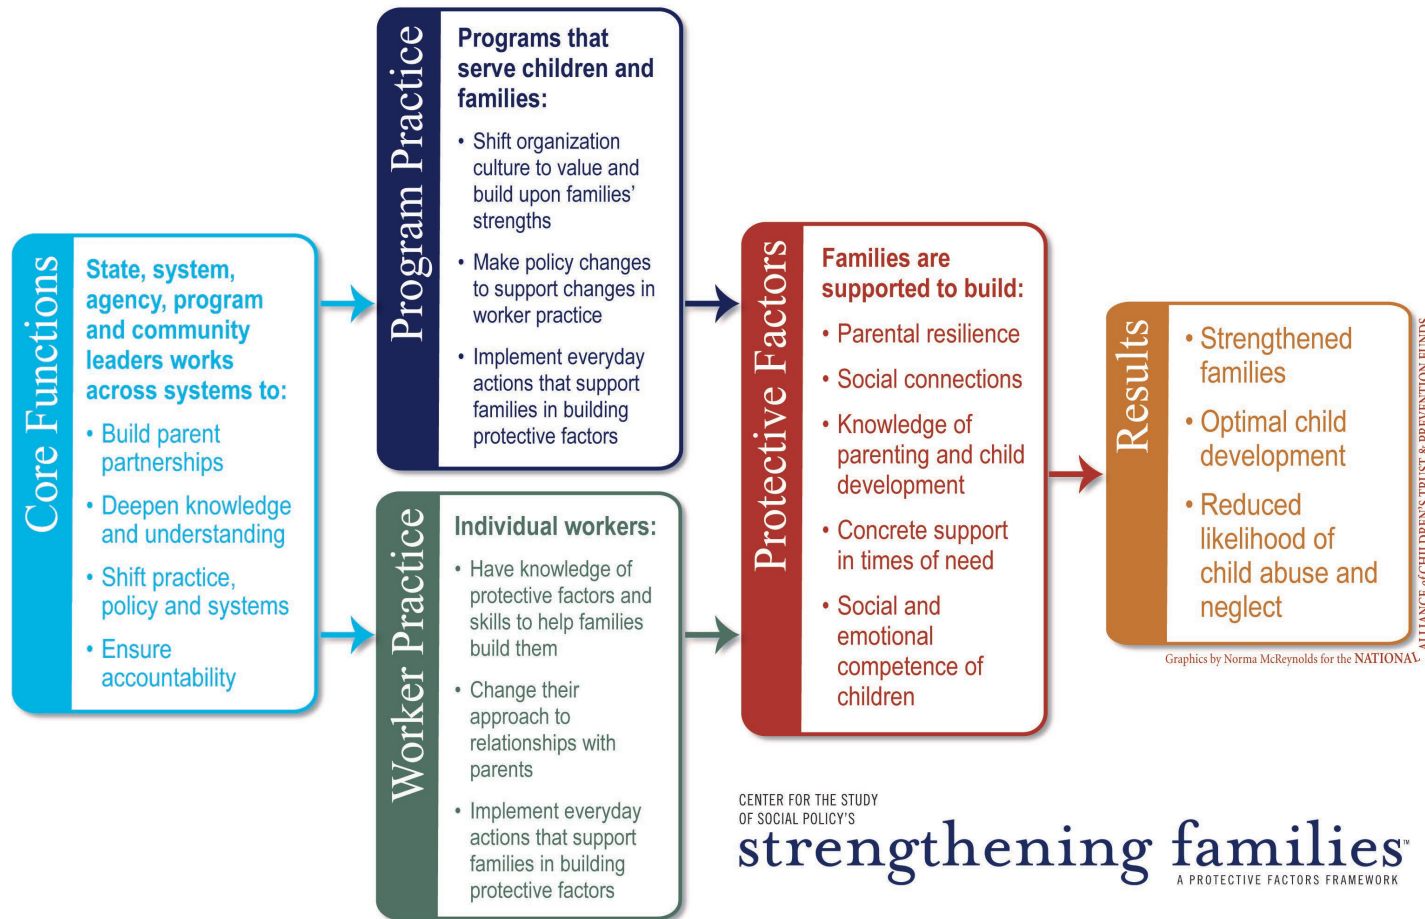 Core Functions
State, system,
agency, program
and community
leaders works
across systems to:
• Build parent
partnerships
• Deepen knowledge
and understanding
• Shift practice,
policy and systems
• Ensure
accountability
Program Practice
Programs that
serve children and
families:
• Shift organization
culture to value and
build upon families’
strengths
• Make policy changes
to support changes in
worker practice
• Implement everyday
actions that support
families in building
protective factors
Worker Practice
Individual workers:
• Have knowledge of
protective factors and
skills to help families
build them
• Change their
approach to
relationships with
parents
• Implement everyday
actions that support
families in building
protective factors
Protective Factors
Families are
supported to build:
• Parental resilience
• Social connections
• Knowledge of
parenting and child
development
• Concrete support
in times of need
• Social and
emotional
competence of
children
Results
• Strengthened
families
• Optimal child
development
• Reduced
likelihood of
child abuse and
neglect
Graphics by Norma McReynolds for the NATIONAL
ALLIANCE of CHILDREN'S TRUST & PREVENTION FUNDS
CENTER FOR THE STUDY
OF SOCIAL POLICY'S
strengthening families™
A PROTECTIVE FACTORS FRAMEWORK